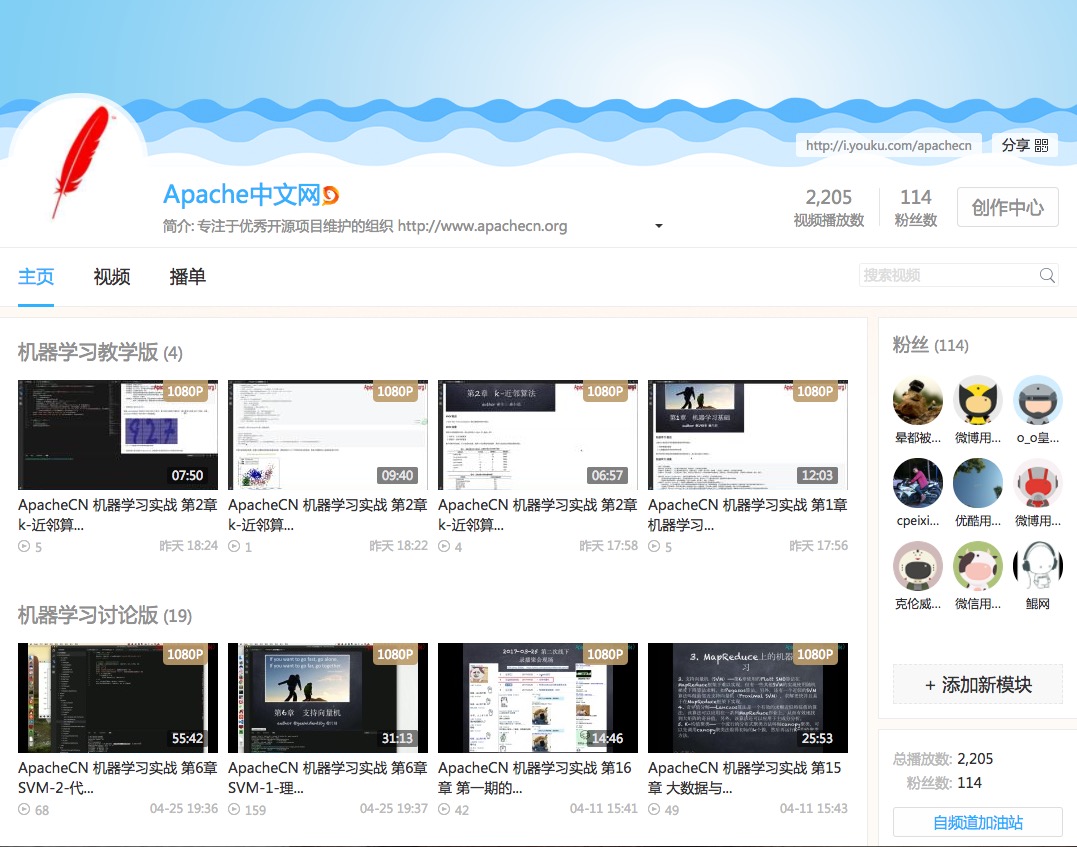 http://i.youku.com/apachecn
分享
Apache中文网
简介: 专注于优秀开源项目维护的组织 http://www.apachecn.org
2,205
视频播放数
114
粉丝数
创作中心
主页 视频 播单
搜索视频
机器学习教学版 (4)
1080P
07:50
ApacheCN 机器学习实战 第2章
k-近邻算...
5 昨天 18:24
1080P
09:40
ApacheCN 机器学习实战 第2章
k-近邻算...
1 昨天 18:22
第2章 k-近邻算法
1080P
06:57
ApacheCN 机器学习实战 第2章
k-近邻算...
4 昨天 17:58
第1章 机器学习基础
1080P
12:03
ApacheCN 机器学习实战 第1章
机器学习...
5 昨天 17:56
机器学习讨论版 (19)
1080P
55:42
ApacheCN 机器学习实战 第6章
SVM-2-代...
68 04-25 19:36
If you want to go fast, go alone.
If you want to go far, go together.
第6章 支持向量机
1080P
31:13
ApacheCN 机器学习实战 第6章
SVM-1-理...
159 04-25 19:37
1080P
14:46
ApacheCN 机器学习实战 第16
章 第一期的...
42 04-11 15:41
3. MapReduce上的机器
习
1080P
25:53
ApacheCN 机器学习实战 第15
章 大数据与...
49 04-11 15:43
粉丝 (114)
晕都被... 微博用... o_o皇...
cpeixi... 优酷用... 微博用...
克伦威... 微信用... 鲲网
+ 添加新模块
总播放数: 2,205
粉丝数: 114
自频道加油站